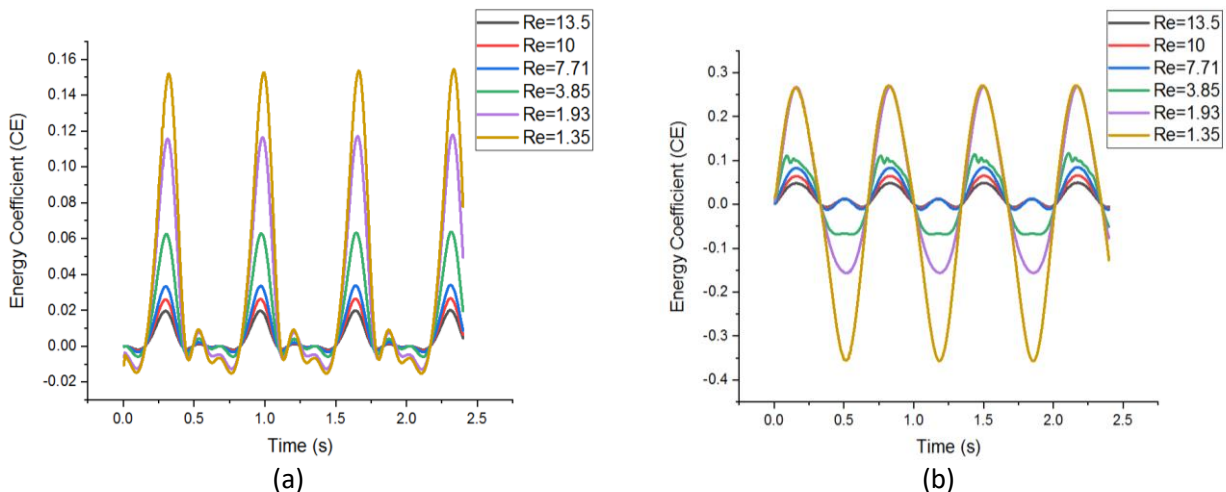 Re=13.5
Re=10
Re=7.71
Re=3.85
Re=1.93
Re=1.35
0.16
0.14
0.12
0.10
0.08
0.06
0.04
0.02
0.00
-0.02
Energy Coefficient (CE)
0.0 0.5 1.0 1.5 2.0 2.5
Time (s)
(a)
Re=13.5
Re=10
Re=7.71
Re=3.85
Re=1.93
Re=1.35
0.3
0.2
0.1
0.0
-0.1
-0.2
-0.3
-0.4
Energy Coefficient (CE)
0.0 0.5 1.0 1.5 2.0 2.5
Time (s)
(b)